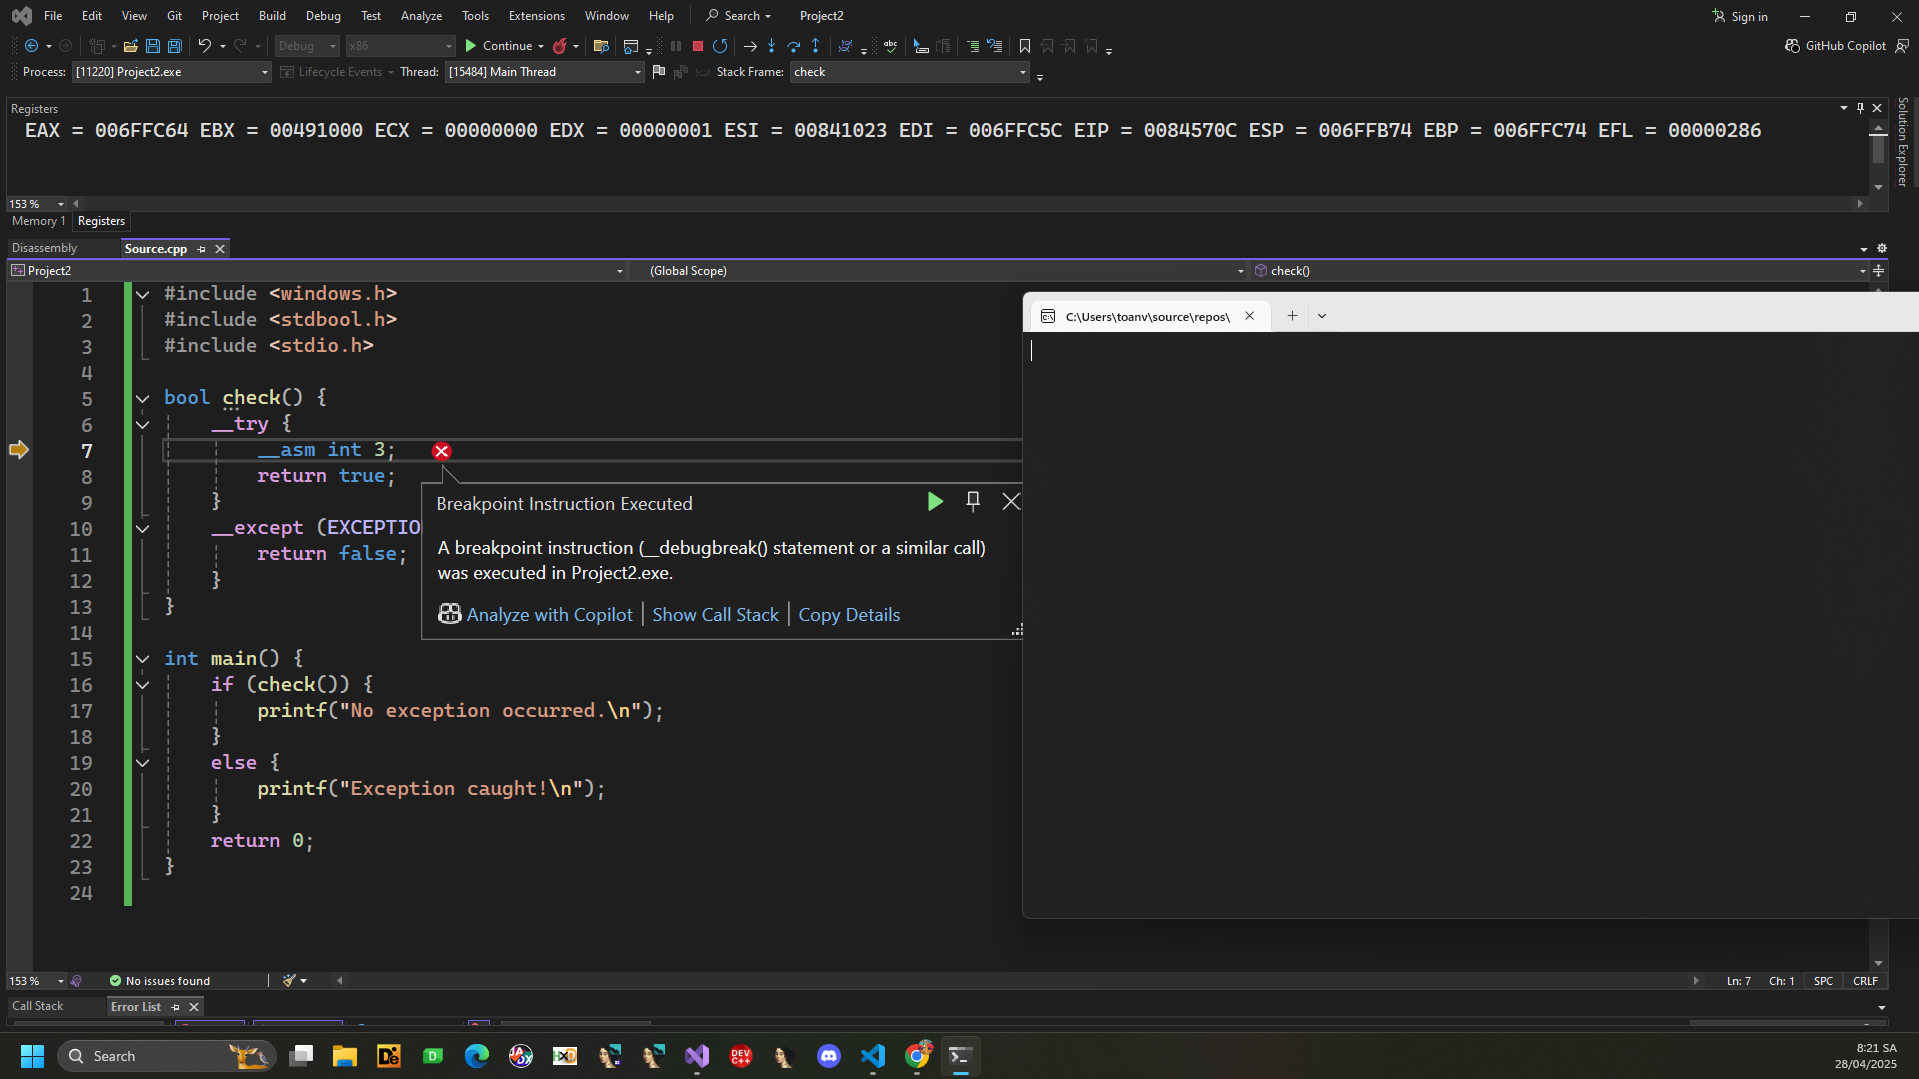 File Edit View Git Project Build Debug Test Analyze Tools Extensions Window Help Search Project2 Sign in
Debug x86 Continue GitHub Copilot
Process: [11220] Project2.exe Lifecycle Events Thread: [15484] Main Thread Stack Frame: check
Registers
EAX = 006FFC64 EBX = 00491000 ECX = 00000000 EDX = 00000001 ESI = 00841023 EDI = 006FFC5C EIP = 0084570C ESP = 006FFB74 EBP = 006FFC74 EFL = 00000286
Solution Explorer
153 %
Memory 1 Registers
Disassembly Source.cpp
Project2 (Global Scope) check()
1 #include <windows.h>
2 #include <stdbool.h>
3 #include <stdio.h>
4
5 bool check() {
6 __try {
7 __asm int 3;
8 return true;
9 }
10 __except (EXCEPTIO
11 return false;
12 }
13 }
14
15 int main() {
16 if (check()) {
17 printf("No exception occurred.\n");
18 }
19 else {
20 printf("Exception caught!\n");
21 }
22 return 0;
23 }
24
Breakpoint Instruction Executed
A breakpoint instruction (__debugbreak() statement or a similar call)
was executed in Project2.exe.
Analyze with Copilot Show Call Stack Copy Details
C:\Users\toanv\source\repos\
153 % No issues found Ln: 7 Ch: 1 SPC CRLF
Call Stack Error List
Search
DEV
C++
8:21 SA
28/04/2025